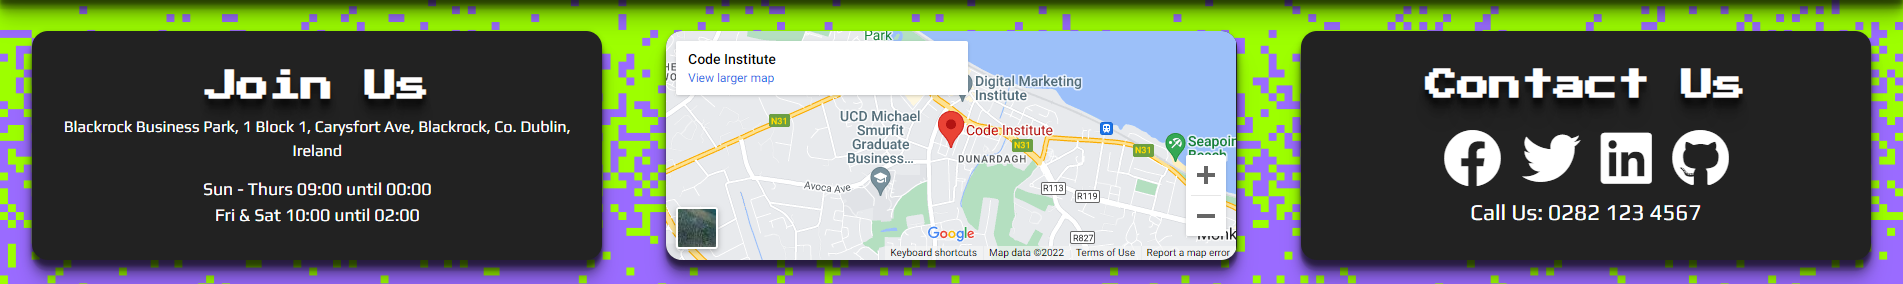 Join Us
Blackrock Business Park, 1 Block 1, Carysfort Ave, Blackrock, Co. Dublin,
Ireland
Sun - Thurs 09:00 until 00:00
Fri & Sat 10:00 until 02:00
Park
Code Institute
View larger map
Digital Marketing
Institute
UCD Michael
Smurfit
Graduate
Business...
N31
Code Institute
N31
N31
DUNARDAGH
Avoca Ave
R113
R119
R827
Google
Keyboard shortcuts
Map data ©2022
Terms of Use
Report a map error
Contact Us
in
Call Us: 0282 123 4567